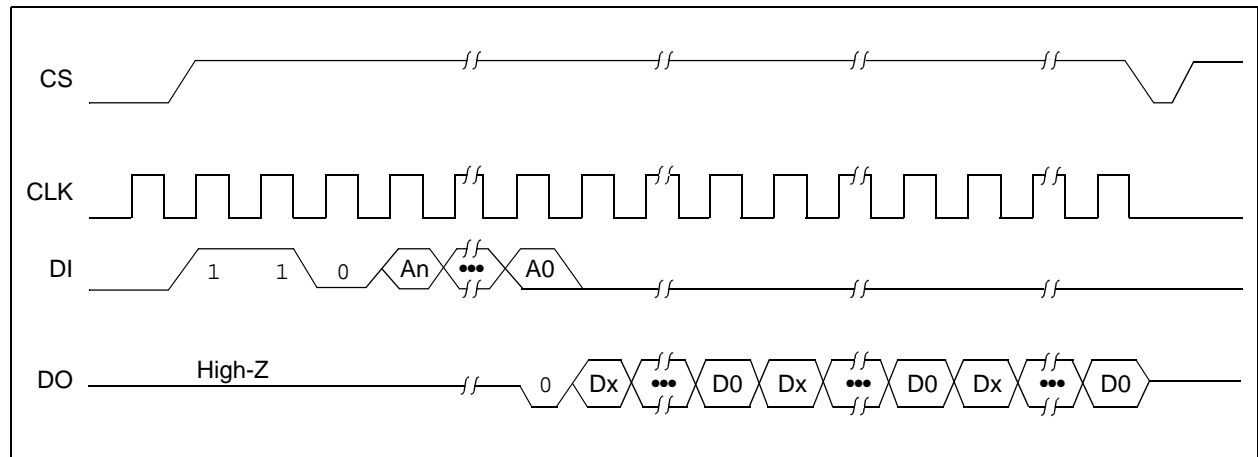 CS
CLK
DI 1 1 0 An ••• A0
High-Z
DO 0 Dx ••• D0 Dx ••• D0 Dx ••• D0